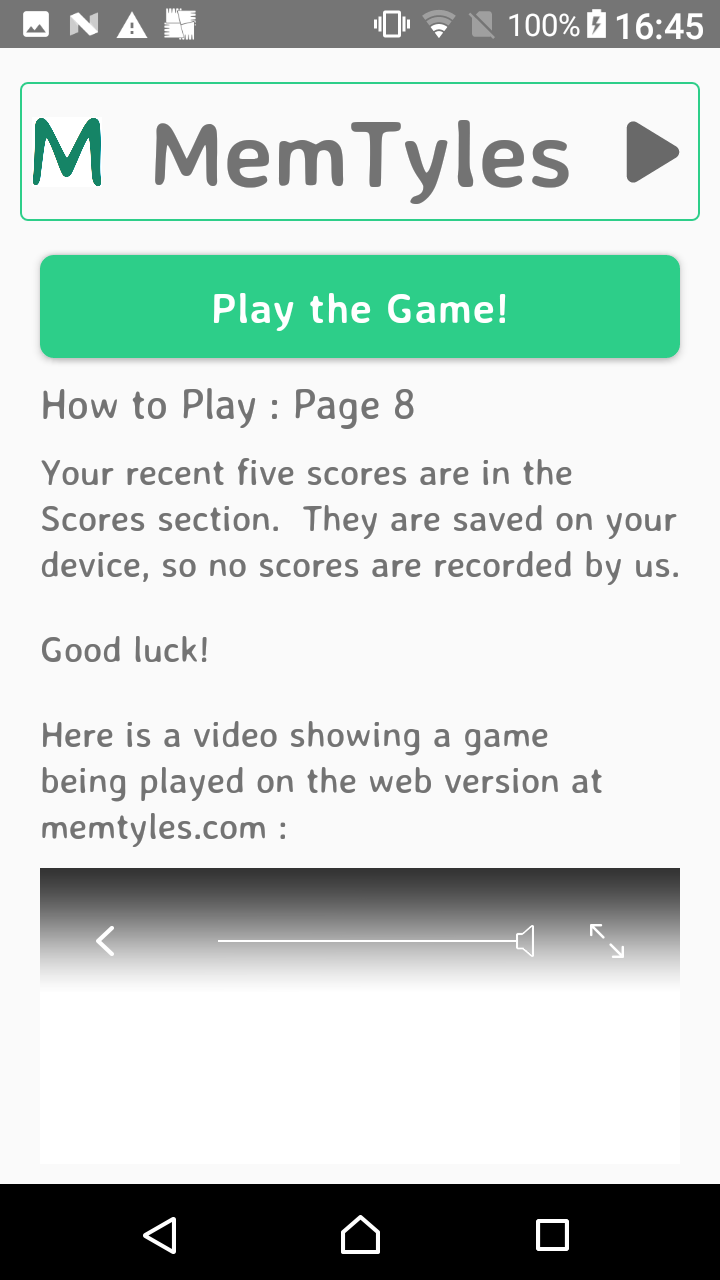 100% 16:45
M MemTyles
Play the Game!
How to Play : Page 8
Your recent five scores are in the
Scores section.  They are saved on your
device, so no scores are recorded by us.
Good luck!
Here is a video showing a game
being played on the web version at
memtyles.com :